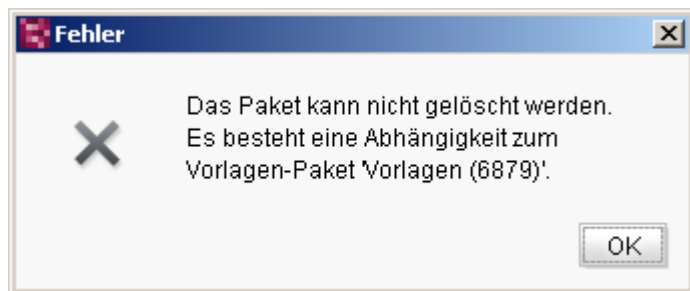 Fehler
Das Paket kann nicht gelöscht werden.
Es besteht eine Abhängigkeit zum
Vorlagen-Paket 'Vorlagen (6879)'.
OK